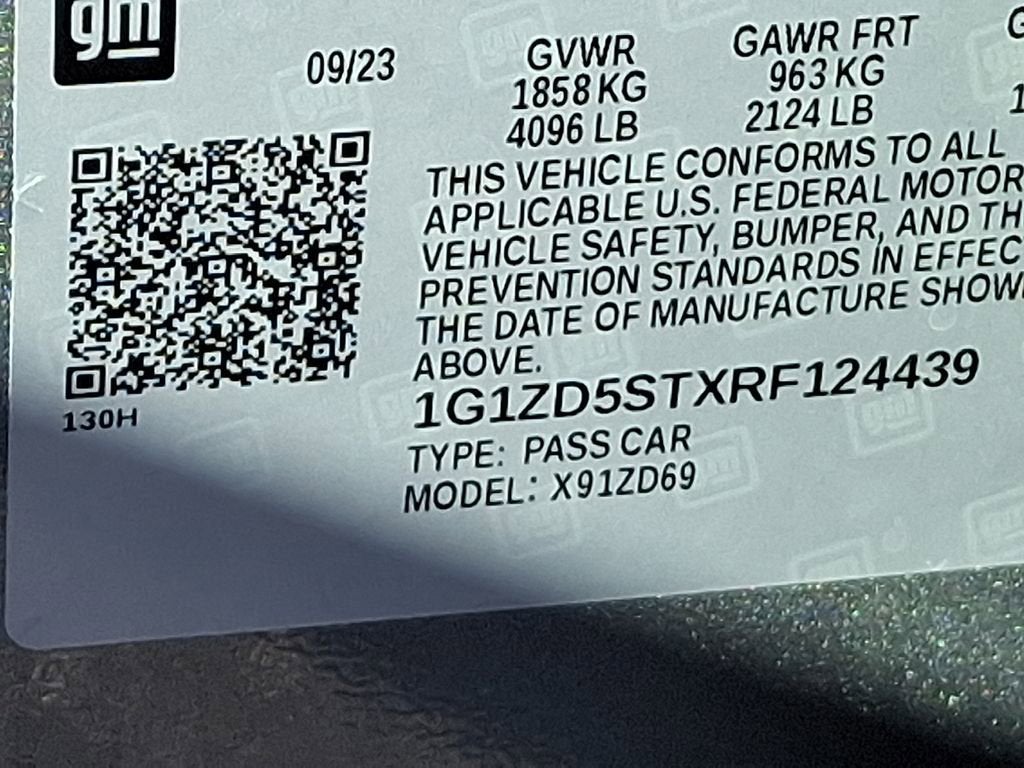 gm
09/23
GVWR
1858 KG
4096 LB
GAWR FRT
963 KG
2124 LB
THIS VEHICLE CONFORMS TO ALL
APPLICABLE U.S. FEDERAL MOTOR
VEHICLE SAFETY, BUMPER, AND TH
PREVENTION STANDARDS IN EFFEC
THE DATE OF MANUFACTURE SHOW
ABOVE.
1G1ZD5STXRF124439
TYPE: PASS CAR
MODEL: X91ZD69
130H